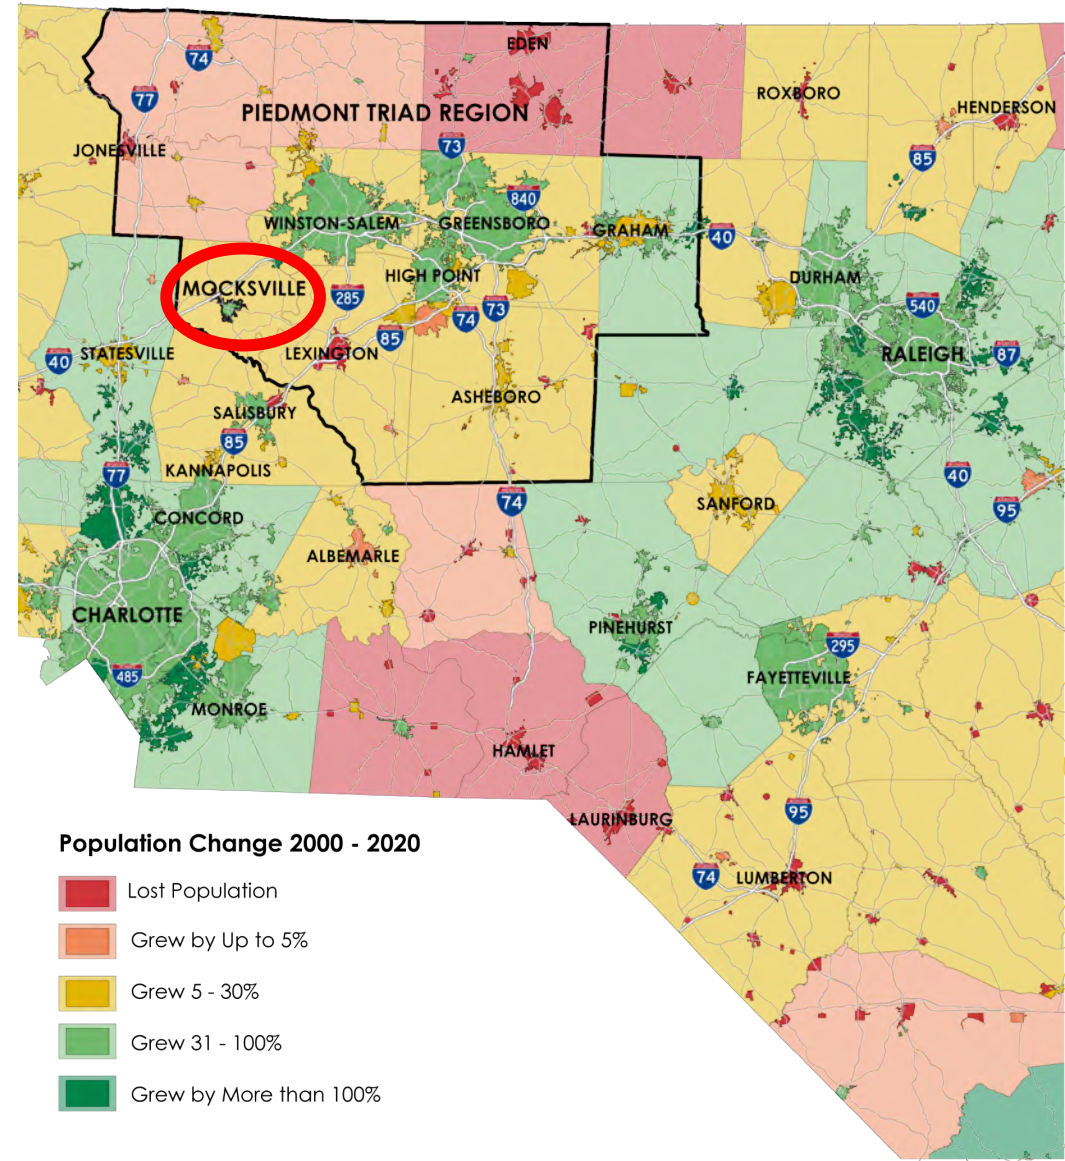 EDEN
74
77
ROXBORO
HENDERSON
PIEDMONT TRIAD REGION
JONESVILLE
73
85
840
WINSTON-SALEM
GREENSBORO
GRAHAM
40
HIGH POINT
DURHAM
MOCKSVILLE
285
540
74
73
85
40
STATESVILLE
LEXINGTON
RALEIGH
87
ASHEBORO
SALISBURY
85
KANNAPOLIS
77
40
74
SANFORD
95
CONCORD
ALBEMARLE
CHARLOTTE
PINEHURST
295
485
FAYETTEVILLE
MONROE
HAMLET
95
LAURINBURG
74
LUMBERTON
Population Change 2000 - 2020
Lost Population
Grew by Up to 5%
Grew 5 - 30%
Grew 31 - 100%
Grew by More than 100%